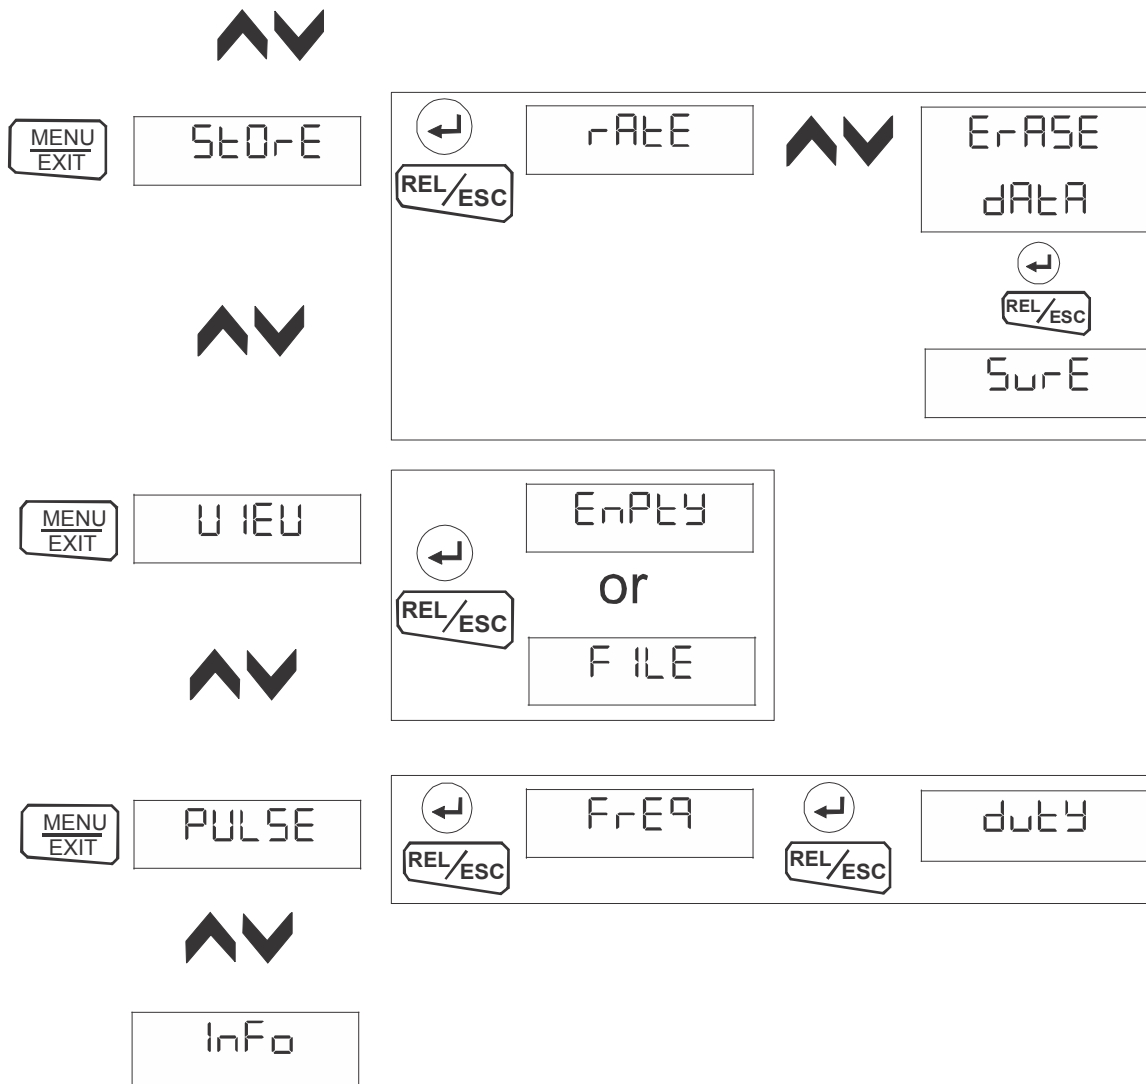 MENU
EXIT
StOrE
REL/ESC
rAtE
ErASE
dAtA
REL/ESC
SurE
MENU
EXIT
UIEU
REL/ESC
EnPtY
or
FILE
MENU
EXIT
PULSE
REL/ESC
FrEq
REL/ESC
dutY
InFo